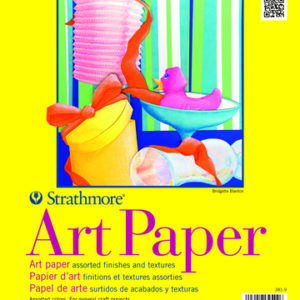 Bridgette Blanton
Strathmore®
Art Paper
Art paper assorted finishes and textures
Papier d'art finitions et textures assorties
Papel de arte surtidos de acabados y texturas
Assorted colors. For general craft projects.